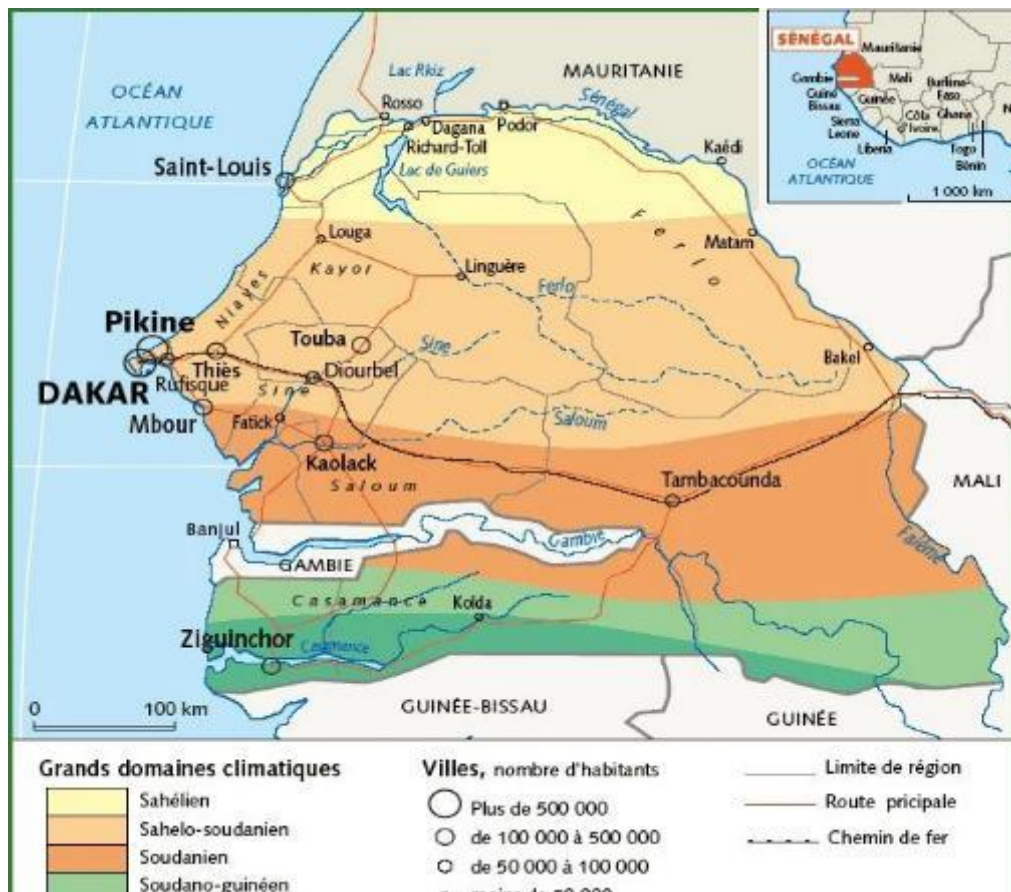 OCÉAN
ATLANTIQUE
MAURITANIE
Lac Rkiz
Sénégal
Rosso
Dagana
Podor
Richard-Toll
Kaédi
Saint-Louis
Lac de Guiers
Louga
Kayor
Linguère
Ferlo
Matam
Ferlo
Niayes
Pikine
Touba
Sine
Bakel
Thiès
Diourbel
DAKAR
Rufisque
Sine
Mbour
Fatick
Saloum
Kaolack
Saloum
Tambacounda
MALI
Banjul
Gambie
GAMBIE
Falémé
Casamance
Kolda
Ziguinchor
Casamance
0 100 km
GUINÉE-BISSAU
GUINÉE
SÉNÉGAL
Mauritanie
Gambie
Mali
Burkina-
Faso
Guiné
Bissau
Guinée
Côte
d'Ivoire
Ghana
N
Sierra
Leone
Liberia
Togo
Bénin
OCÉAN
ATLANTIQUE
1 000 km
Grands domaines climatiques
Sahélien
Sahelo-soudanien
Soudanien
Soudano-guinéen
Villes, nombre d'habitants
Plus de 500 000
de 100 000 à 500 000
de 50 000 à 100 000
Limite de région
Route pricipale
Chemin de fer